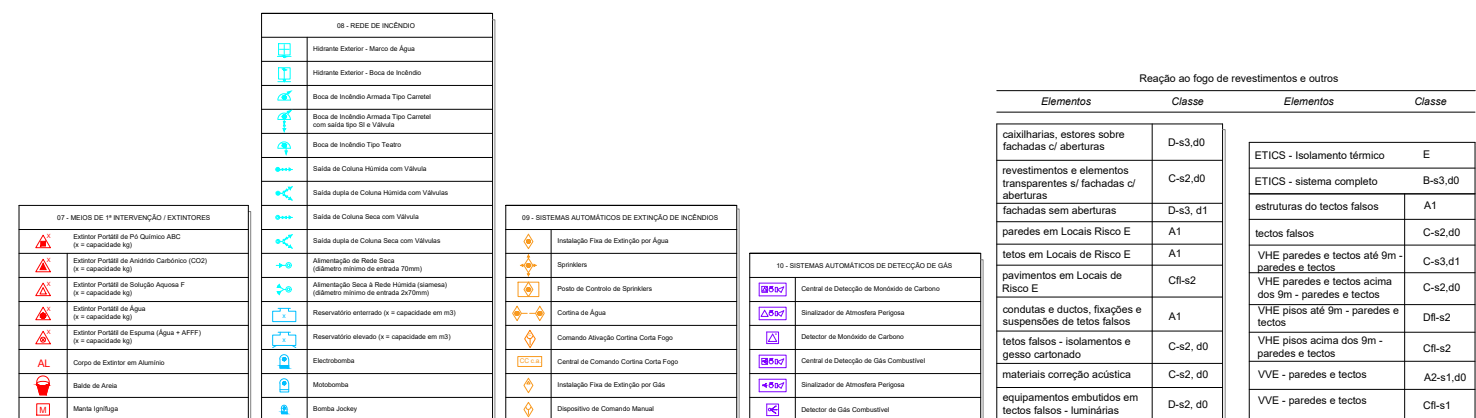 07 - MEIOS DE 1ª INTERVENÇÃO / EXTINTORES
x
Extintor Portátil de Pó Químico ABC
(x = capacidade kg)
x
Extintor Portátil de Anidrido Carbónico (CO2)
(x = capacidade kg)
x
Extintor Portátil de Solução Aquosa F
(x = capacidade kg)
x
Extintor Portátil de Água
(x = capacidade kg)
x
Extintor Portátil de Espuma (Água + AFFF)
(x = capacidade kg)
AL
Corpo de Extintor em Alumínio
Balde de Areia
M
Manta Ignífuga
08 - REDE DE INCÊNDIO
Hidrante Exterior - Marco de Água
Hidrante Exterior - Boca de Incêndio
Boca de Incêndio Armada Tipo Carretel
Boca de Incêndio Armada Tipo Carretel
com saída tipo SI e Válvula
Boca de Incêndio Tipo Teatro
Saída de Coluna Húmida com Válvula
Saída dupla de Coluna Húmida com Válvulas
Saída de Coluna Seca com Válvula
Saída dupla de Coluna Seca com Válvulas
Alimentação de Rede Seca
(diâmetro mínimo de entrada 70mm)
Alimentação Seca à Rede Húmida (siamesa)
(diâmetro mínimo de entrada 2x70mm)
x
Reservatório enterrado (x = capacidade em m3)
x
Reservatório elevado (x = capacidade em m3)
Electrobomba
Motobomba
Bomba Jockey
09 - SISTEMAS AUTOMÁTICOS DE EXTINÇÃO DE INCÊNDIOS
Instalação Fixa de Extinção por Água
Sprinklers
Posto de Controlo de Sprinklers
Cortina de Água
Comando Ativação Cortina Corta Fogo
CC c.a.
Central de Comando Cortina Corta Fogo
Instalação Fixa de Extinção por Gás
Dispositivo de Comando Manual
10 - SISTEMAS AUTOMÁTICOS DE DETECÇÃO DE GÁS
Central de Detecção de Monóxido de Carbono
Sinalizador de Atmosfera Perigosa
Detector de Monóxido de Carbono
Central de Detecção de Gás Combustível
Sinalizador de Atmosfera Perigosa
Detector de Gás Combustível
Reação ao fogo de revestimentos e outros
Elementos Classe Elementos Classe
caixilharias, estores sobre
fachadas c/ aberturas
D-s3,d0
revestimentos e elementos
transparentes s/ fachadas c/
aberturas
C-s2,d0
fachadas sem aberturas D-s3, d1
paredes em Locais Risco E A1
tetos em Locais de Risco E A1
pavimentos em Locais de
Risco E
Cfl-s2
condutas e ductos, fixações e
suspensões de tetos falsos
A1
tetos falsos - isolamentos e
gesso cartonado
C-s2, d0
materiais correção acústica C-s2, d0
equipamentos embutidos em
tectos falsos - luminárias
D-s2, d0
ETICS - Isolamento térmico E
ETICS - sistema completo B-s3,d0
estruturas do tectos falsos A1
tectos falsos C-s2,d0
VHE paredes e tectos até 9m -
paredes e tectos
C-s3,d1
VHE paredes e tectos acima
dos 9m - paredes e tectos
C-s2,d0
VHE pisos até 9m - paredes e
tectos
Dfl-s2
VHE pisos acima dos 9m -
paredes e tectos
Cfl-s2
VVE - paredes e tectos A2-s1,d0
VVE - paredes e tectos Cfl-s1